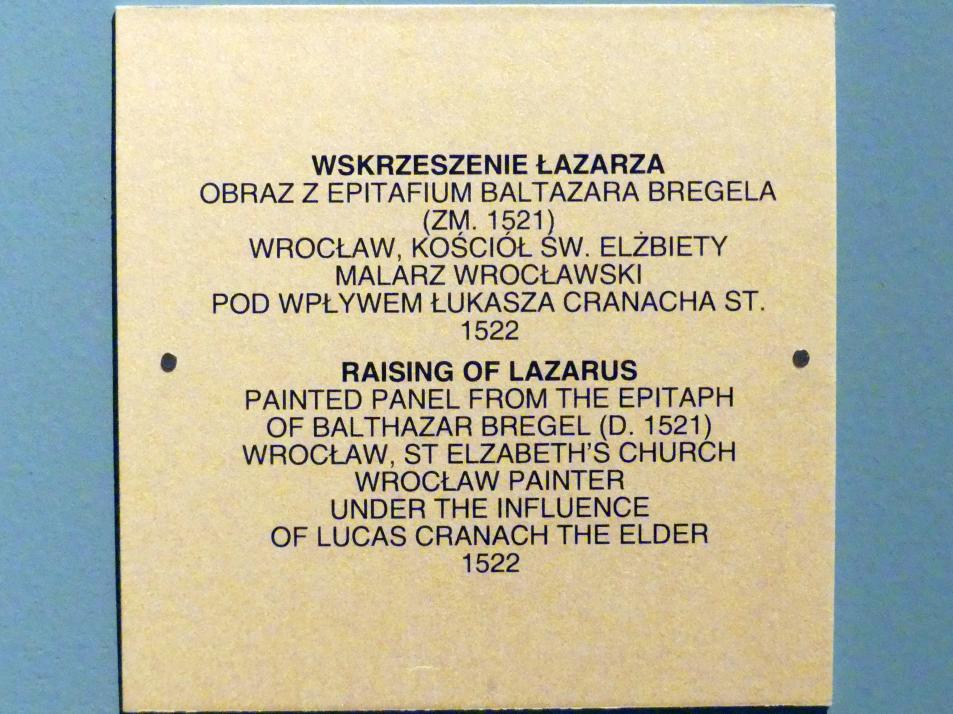 WSKRZESZENIE ŁAZARZA
OBRAZ Z EPITAFIUM BALTAZARA BREGELA
(ZM. 1521)
WROCŁAW, KOŚCIÓŁ ŚW. ELŻBIETY
MALARZ WROCŁAWSKI
POD WPŁYWEM ŁUKASZA CRANACHA ST.
1522
RAISING OF LAZARUS
PAINTED PANEL FROM THE EPITAPH
OF BALTHAZAR BREGEL (D. 1521)
WROCŁAW, ST ELZABETH'S CHURCH
WROCŁAW PAINTER
UNDER THE INFLUENCE
OF LUCAS CRANACH THE ELDER
1522